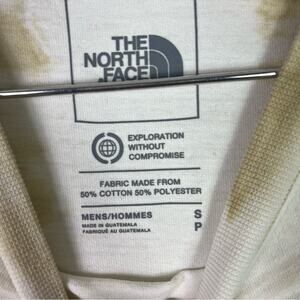 THE
NORTH
FACE
EXPLORATION
WITHOUT
COMPROMISE
FABRIC MADE FROM
50% COTTON 50% POLYESTER
MENS/HOMMES S
MADE IN GUATEMALA P
FABRIQUÉ AU GUATEMALA